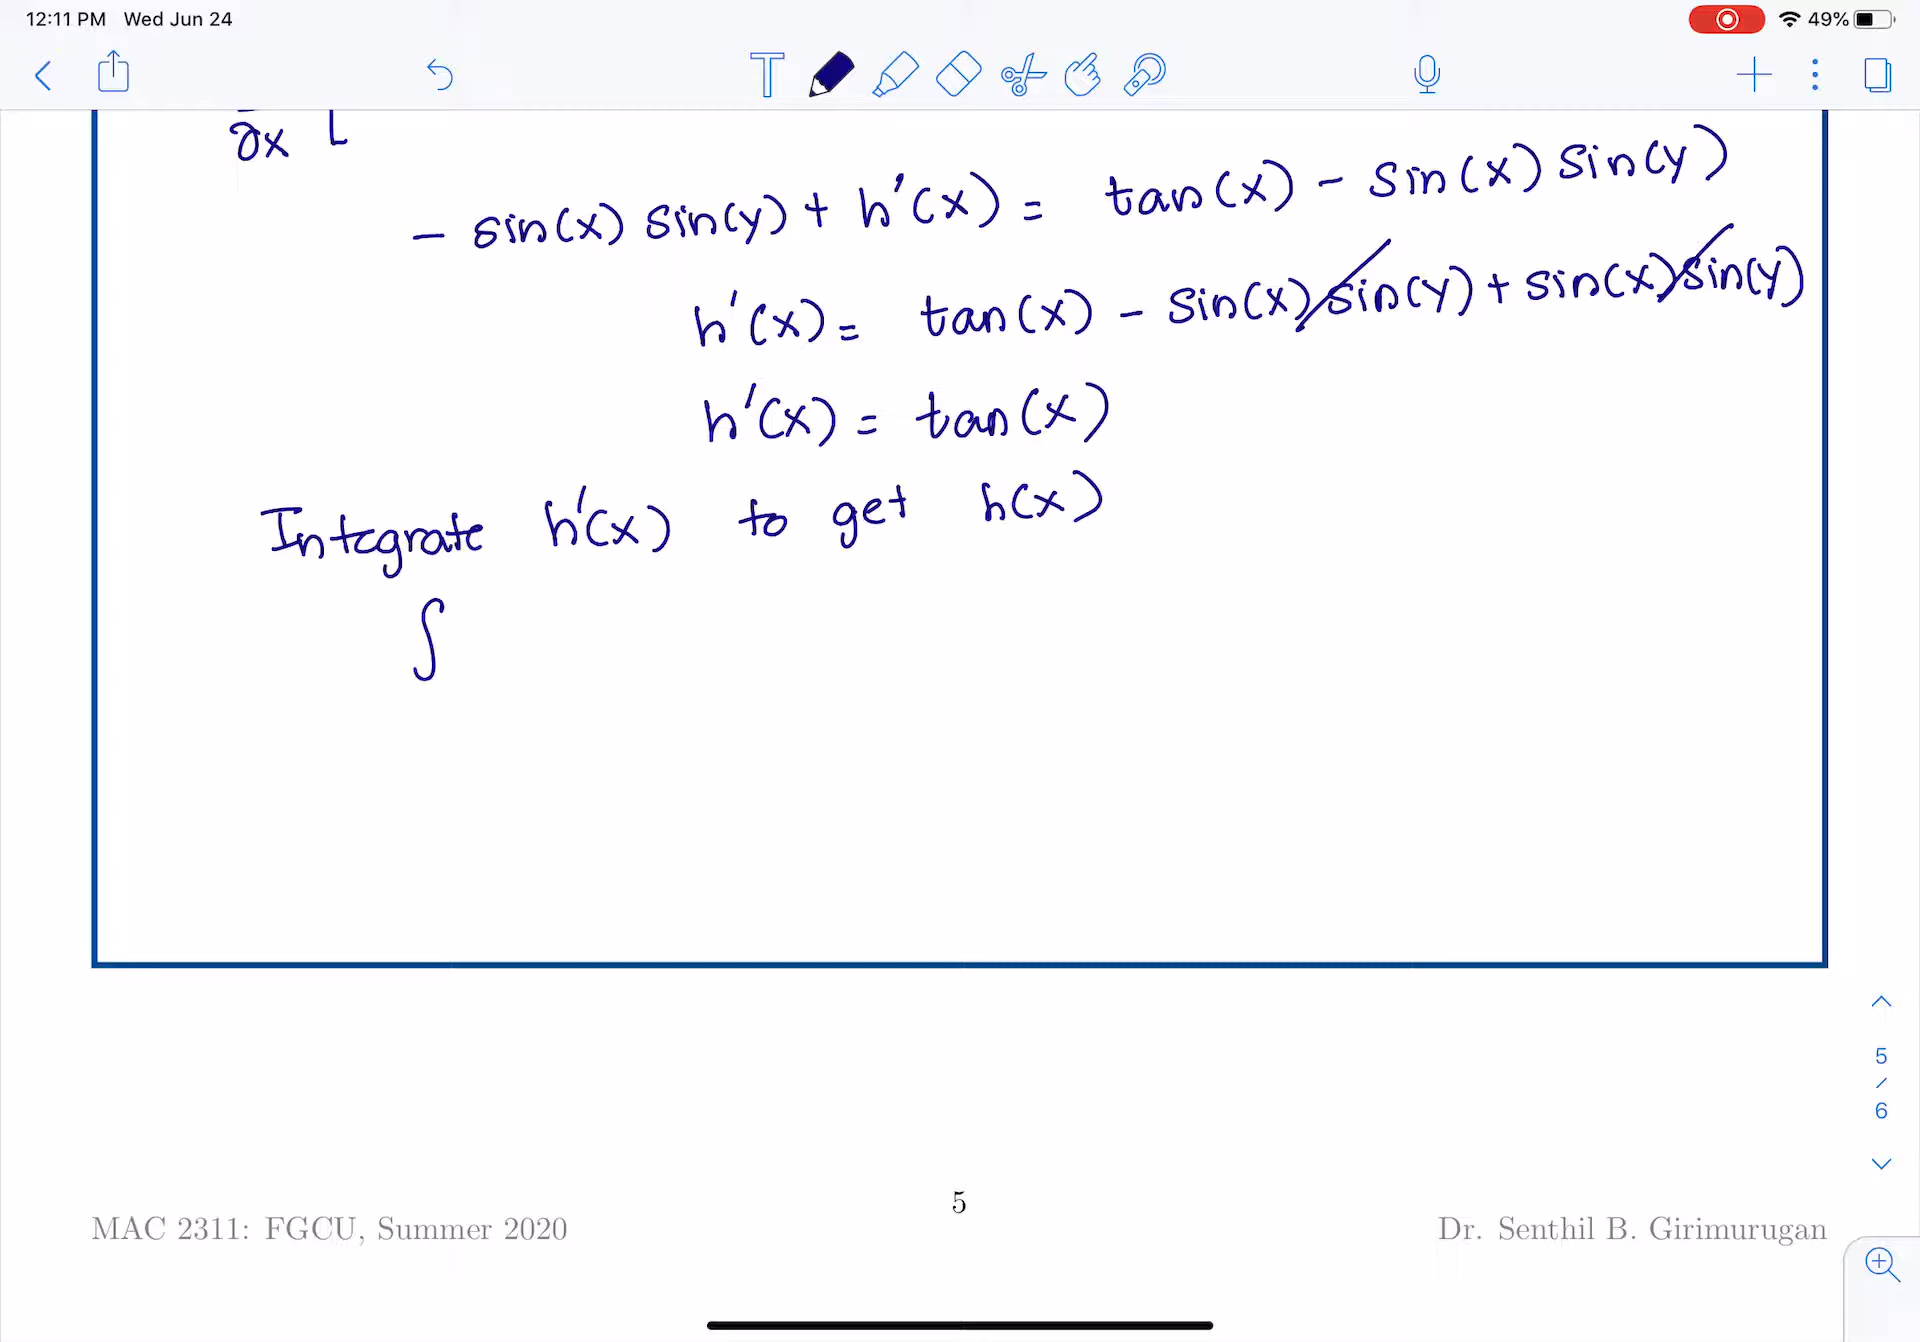 12:11 PM Wed Jun 24
49%
∂x [
- sin(x) sin(y) + h'(x) = tan(x) - sin(x) sin(y)
h'(x) = tan(x) - sin(x) sin(y) + sin(x) sin(y)
h'(x) = tan(x)
Integrate h'(x) to get h(x)
∫
5
/
6
5
MAC 2311: FGCU, Summer 2020
Dr. Senthil B. Girimurugan